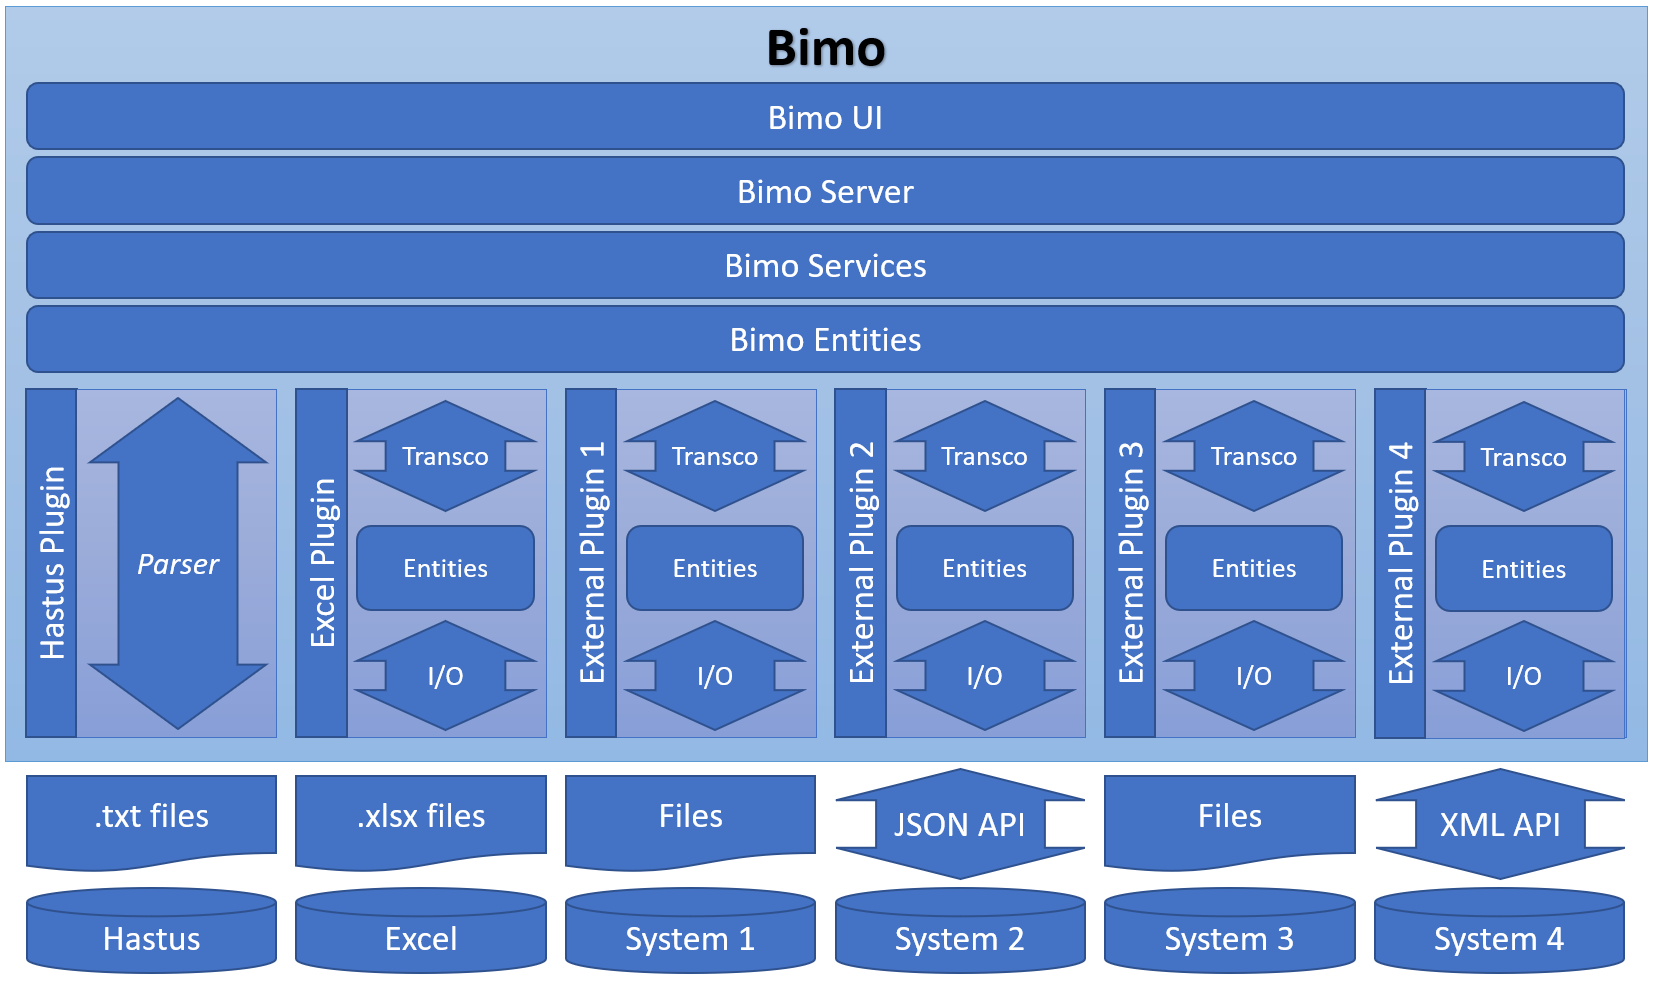 Bimo
Bimo UI
Bimo Server
Bimo Services
Bimo Entities
Hastus Plugin
Parser
Excel Plugin
Transco
Entities
I/O
External Plugin 1
Transco
Entities
I/O
External Plugin 2
Transco
Entities
I/O
External Plugin 3
Transco
Entities
I/O
External Plugin 4
Transco
Entities
I/O
.txt files
.xlsx files
Files
JSON API
Files
XML API
Hastus
Excel
System 1
System 2
System 3
System 4